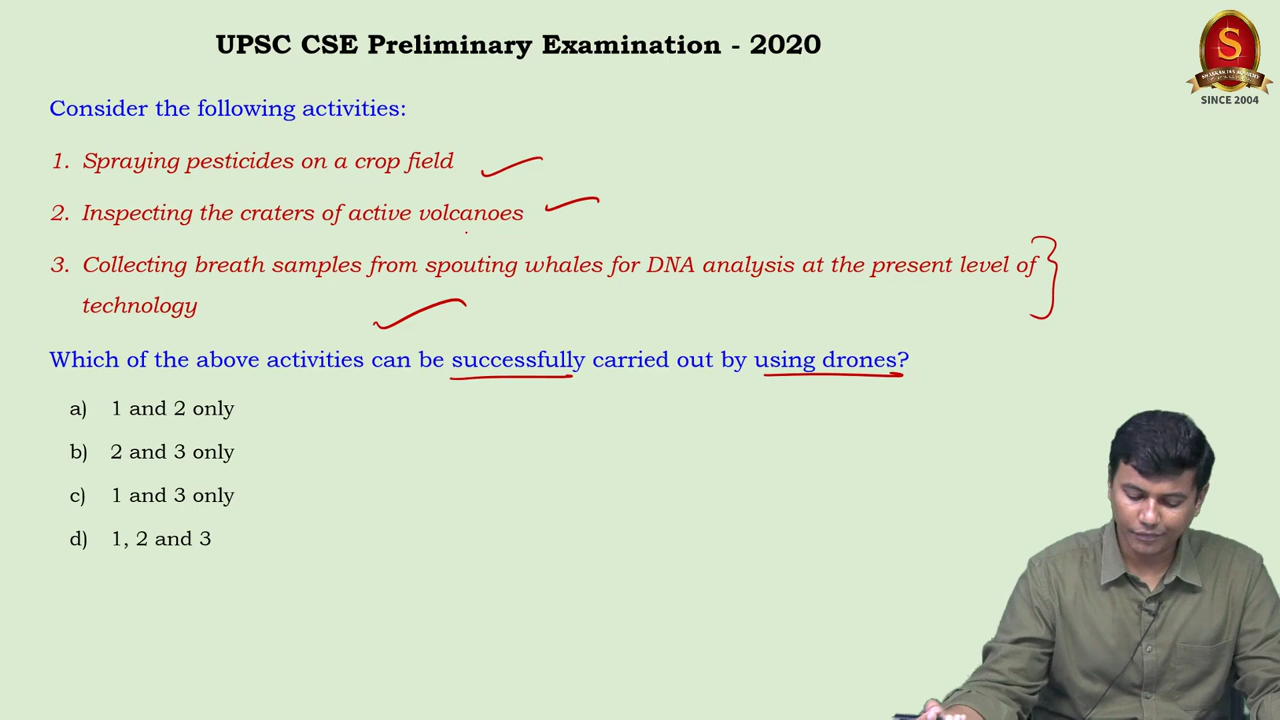 UPSC CSE Preliminary Examination - 2020
S
SINCE 2004
Consider the following activities:
1. Spraying pesticides on a crop field
2. Inspecting the craters of active volcanoes
3. Collecting breath samples from spouting whales for DNA analysis at the present level of
technology
Which of the above activities can be successfully carried out by using drones?
a) 1 and 2 only
b) 2 and 3 only
c) 1 and 3 only
d) 1, 2 and 3